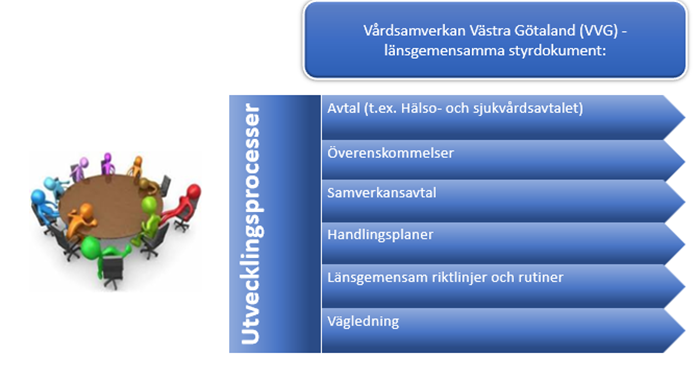 Vårdsamverkan Västra Götaland (VVG) -
länsgemensamma styrdokument:
Utvecklingsprocesser
Avtal (t.ex. Hälso- och sjukvårdsavtalet)
Överenskommelser
Samverkansavtal
Handlingsplaner
Länsgemensam riktlinjer och rutiner
Vägledning